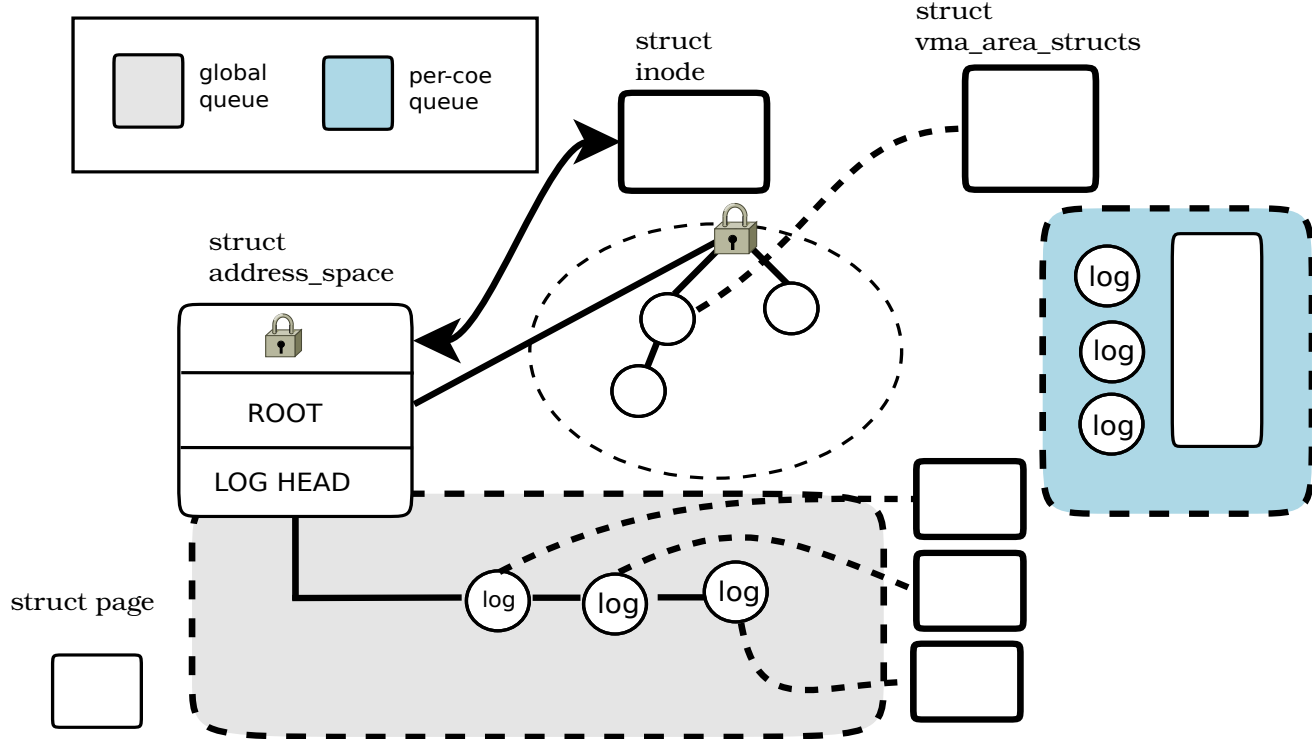 struct
vma_area_structs
struct
inode
global
queue
per-coe
queue
struct
address_space
log
log
log
ROOT
LOG HEAD
struct page
log
log
log